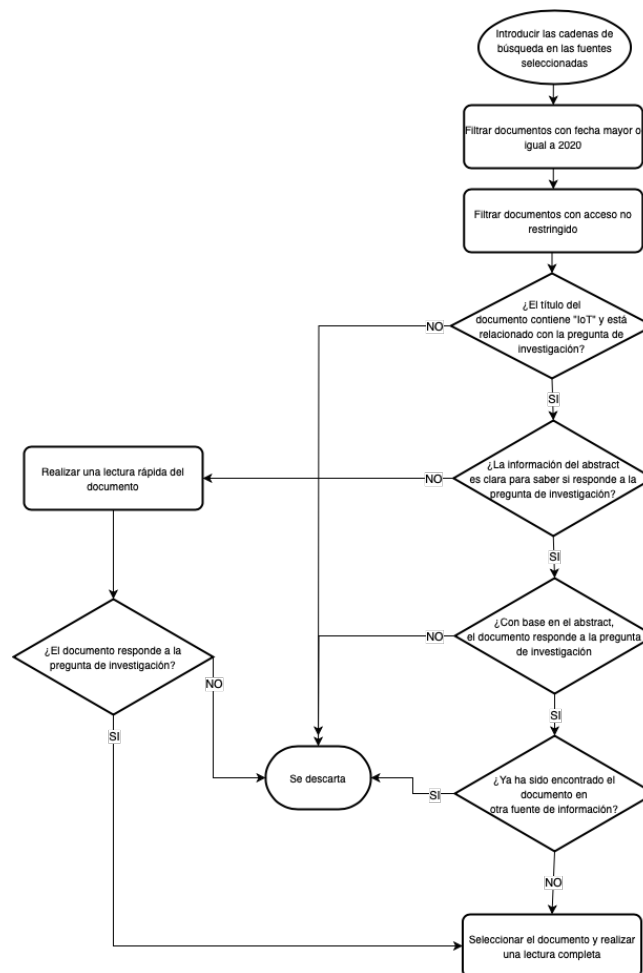 Introducir las cadenas de
búsqueda en las fuentes
seleccionadas
Filtrar documentos con fecha mayor o
igual a 2020
Filtrar documentos con acceso no
restringido
¿El título del
documento contiene "IoT" y está
relacionado con la pregunta de
investigación?
NO
SI
¿La información del abstract
es clara para saber si responde a la
pregunta de investigación?
NO
Realizar una lectura rápida del
documento
SI
¿Con base en el abstract,
el documento responde a la pregunta
de investigación
NO
¿El documento responde a la
pregunta de investigación?
NO
SI
SI
Se descarta
¿Ya ha sido encontrado el
documento en
otra fuente de información?
SI
NO
Seleccionar el documento y realizar
una lectura completa